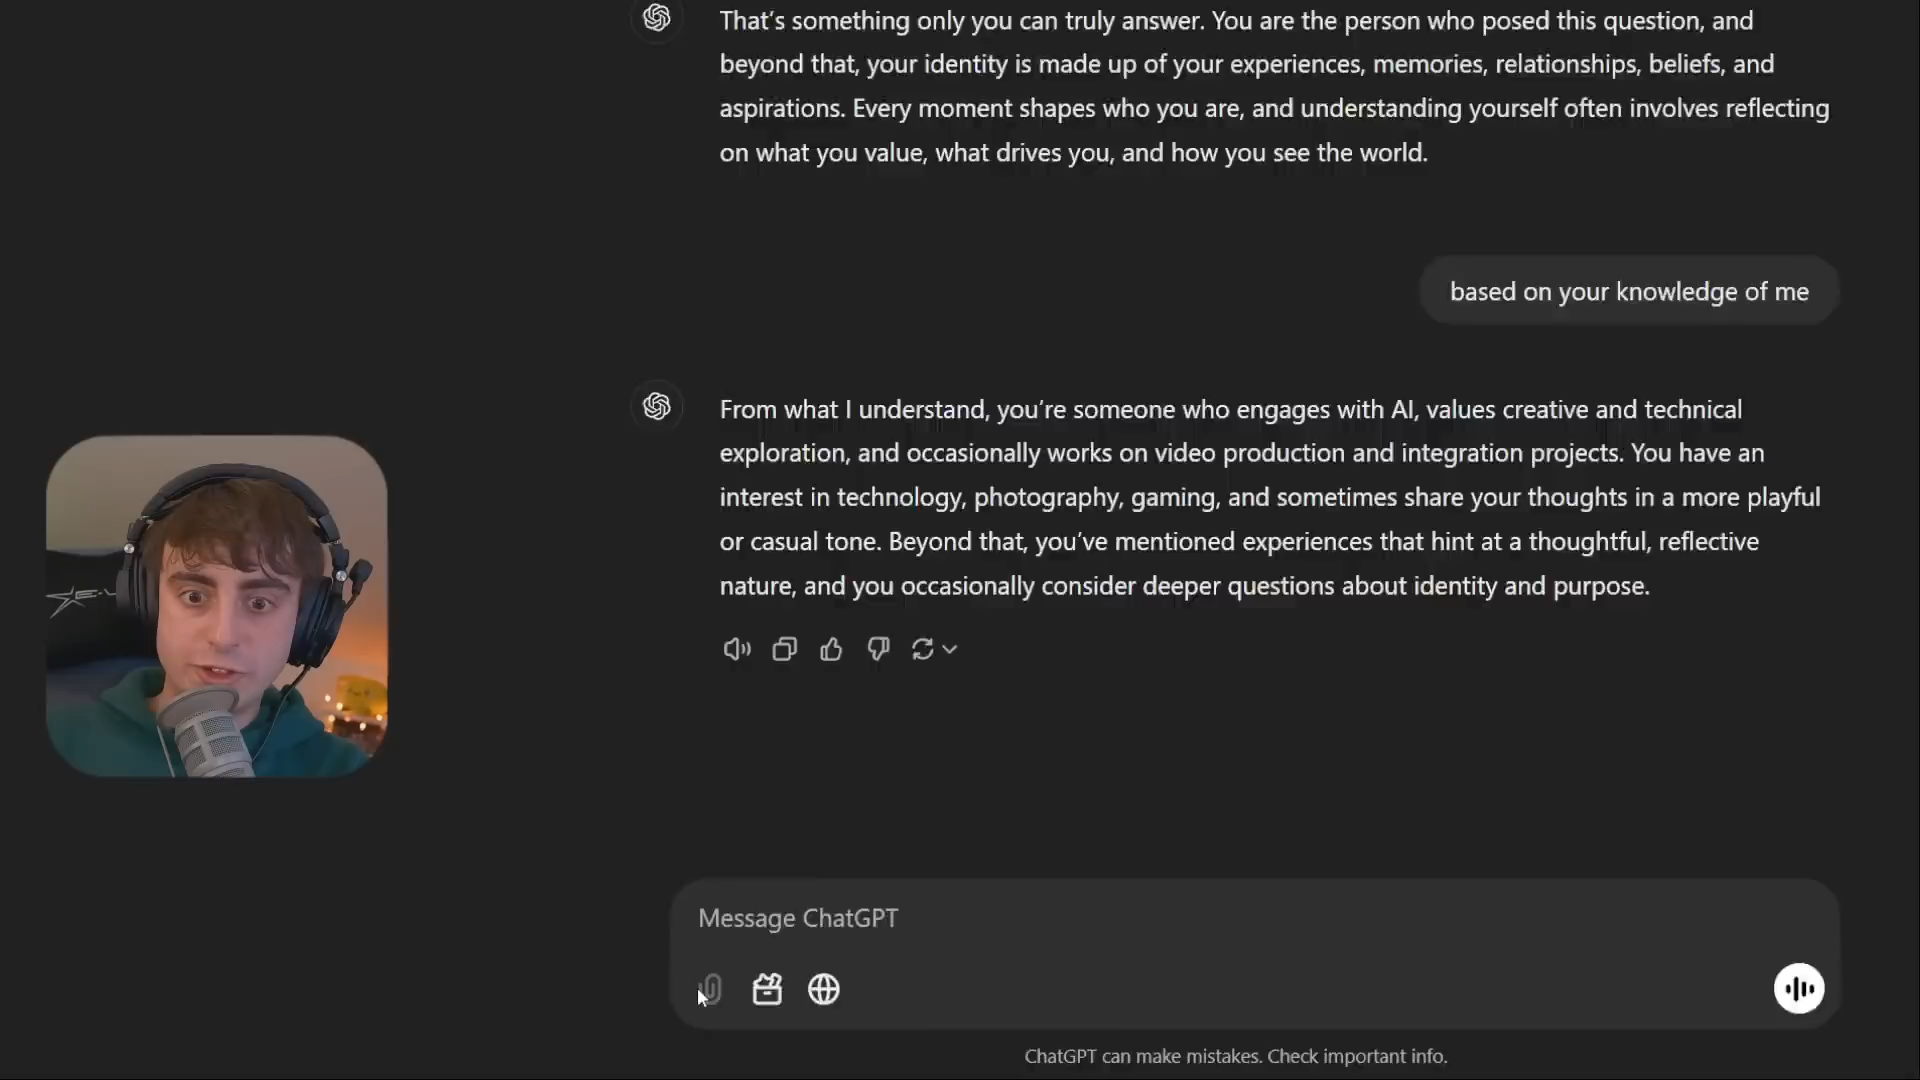 That's something only you can truly answer. You are the person who posed this question, and
beyond that, your identity is made up of your experiences, memories, relationships, beliefs, and
aspirations. Every moment shapes who you are, and understanding yourself often involves reflecting
on what you value, what drives you, and how you see the world.
based on your knowledge of me
From what I understand, you're someone who engages with AI, values creative and technical
exploration, and occasionally works on video production and integration projects. You have an
interest in technology, photography, gaming, and sometimes share your thoughts in a more playful
or casual tone. Beyond that, you've mentioned experiences that hint at a thoughtful, reflective
nature, and you occasionally consider deeper questions about identity and purpose.
Message ChatGPT
ChatGPT can make mistakes. Check important info.